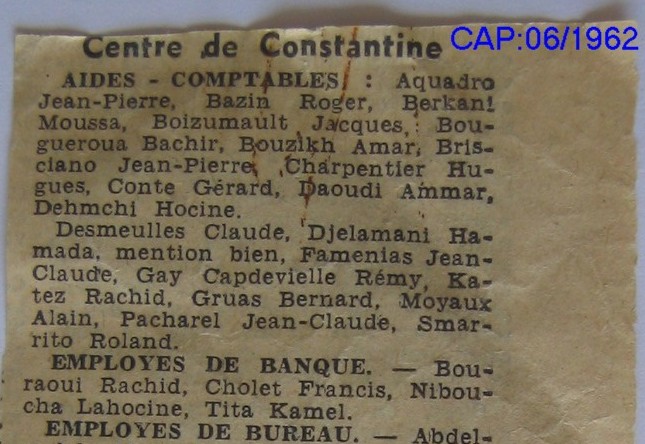 Centre de Constantine CAP:06/1962
AIDES - COMPTABLES : Aquadro
Jean-Pierre, Bazin Roger, Berkani
Moussa, Boizumault Jacques, Bou-
gueroua Bachir, Bouzikh Amar, Bris-
ciano Jean-Pierre, Charpentier Hu-
gues, Conte Gérard, Daoudi Ammar,
Dehmchi Hocine.
Desmeulles Claude, Djelamani Ha-
mada, mention bien, Famenias Jean-
Claude, Gay Capdevielle Rémy, Ka-
tez Rachid, Gruas Bernard, Moyaux
Alain, Pacharel Jean-Claude, Smar-
rito Roland.
EMPLOYES DE BANQUE. — Bou-
raoui Rachid, Cholet Francis, Nibou-
cha Lahocine, Tita Kamel.
EMPLOYES DE BUREAU. — Abdel-